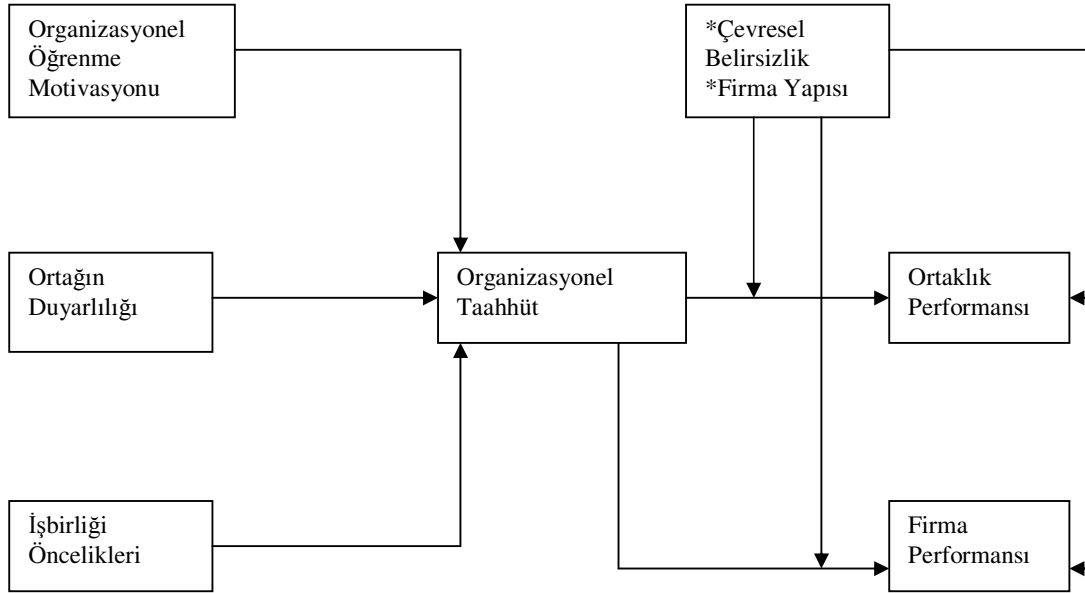 Organizasyonel
Öğrenme
Motivasyonu
*Çevresel
Belirsizlik
*Firma Yapısı
Ortağın
Duyarlılığı
Organizasyonel
Taahhüt
Ortaklık
Performansı
İşbirliği
Öncelikleri
Firma
Performansı